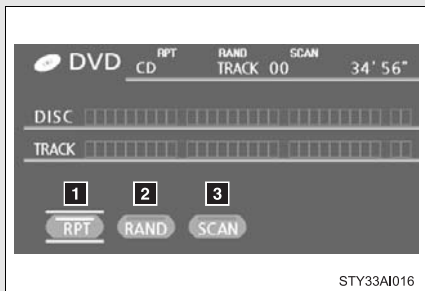 RPT RAND SCAN
DVD CD TRACK 00 34' 56"
DISC
TRACK
1 2 3
RPT RAND SCAN
STY33AI016